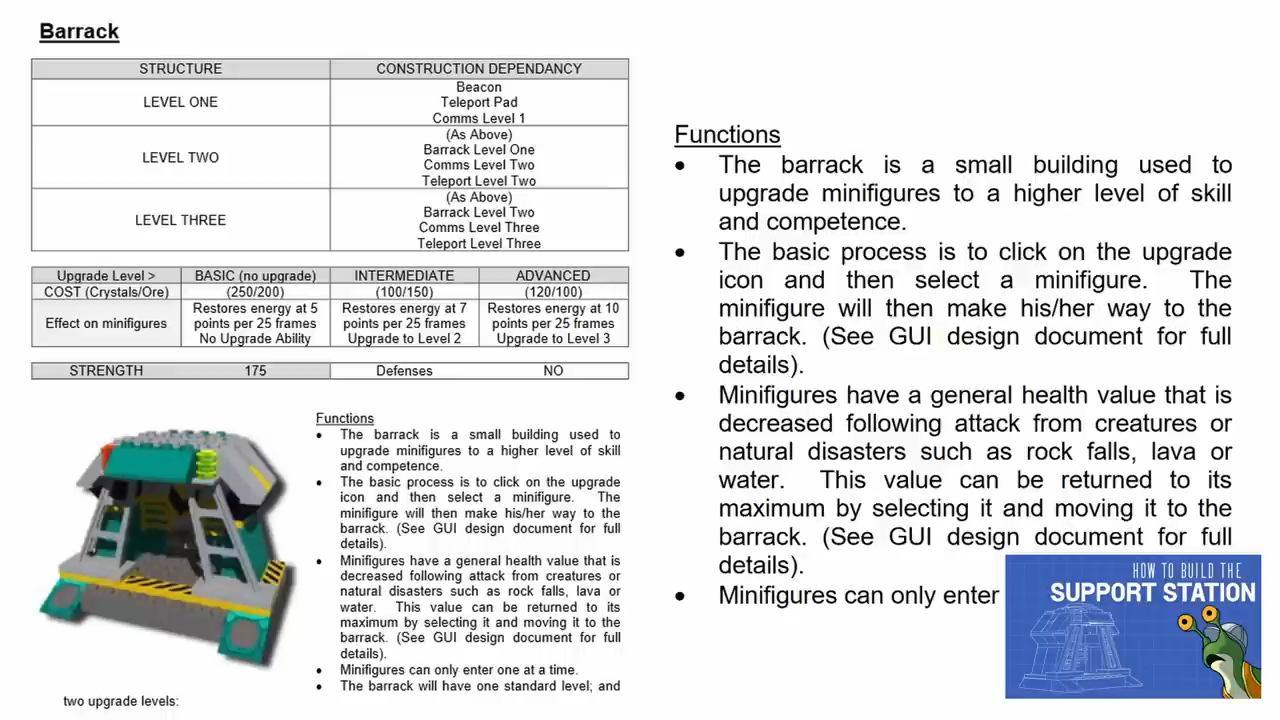 Barrack
STRUCTURE CONSTRUCTION DEPENDANCY
LEVEL ONE
Beacon
Teleport Pad
Comms Level 1
LEVEL TWO
(As Above)
Barrack Level One
Comms Level Two
Teleport Level Two
LEVEL THREE
(As Above)
Barrack Level Two
Comms Level Three
Teleport Level Three
Upgrade Level > BASIC (no upgrade) INTERMEDIATE ADVANCED
COST (Crystals/Ore) (250/200) (100/150) (120/100)
Effect on minifigures
Restores energy at 5
points per 25 frames
No Upgrade Ability
Restores energy at 7
points per 25 frames
Upgrade to Level 2
Restores energy at 10
points per 25 frames
Upgrade to Level 3
STRENGTH 175 Defenses NO
Functions
• The barrack is a small building used to
upgrade minifigures to a higher level of skill
and competence.
• The basic process is to click on the upgrade
icon and then select a minifigure. The
minifigure will then make his/her way to the
barrack. (See GUI design document for full
details).
• Minifigures have a general health value that is
decreased following attack from creatures or
natural disasters such as rock falls, lava or
water. This value can be returned to its
maximum by selecting it and moving it to the
barrack. (See GUI design document for full
details).
• Minifigures can only enter one at a time.
• The barrack will have one standard level; and
two upgrade levels:
Functions
• The barrack is a small building used to
upgrade minifigures to a higher level of skill
and competence.
• The basic process is to click on the upgrade
icon and then select a minifigure. The
minifigure will then make his/her way to the
barrack. (See GUI design document for full
details).
• Minifigures have a general health value that is
decreased following attack from creatures or
natural disasters such as rock falls, lava or
water. This value can be returned to its
maximum by selecting it and moving it to the
barrack. (See GUI design document for full
details).
• Minifigures can only enter
HOW TO BUILD THE
SUPPORT STATION